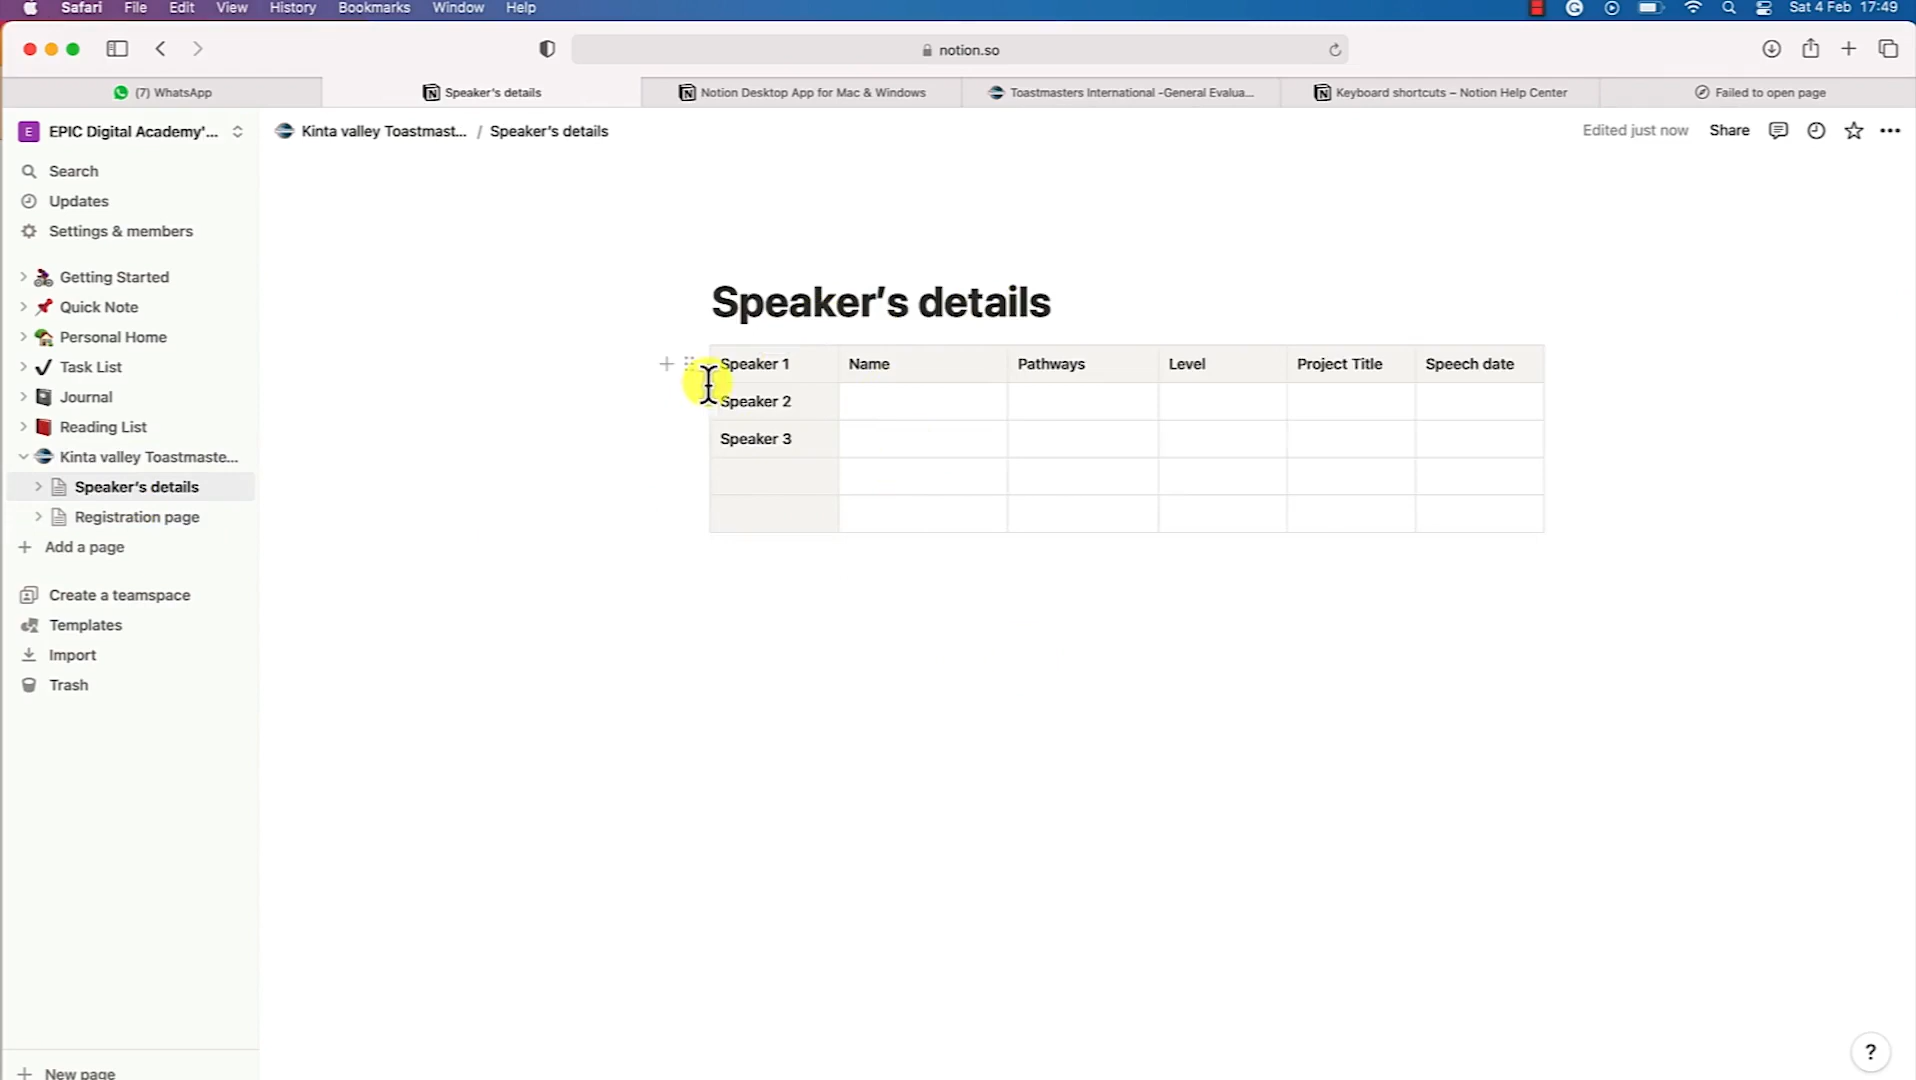 Safari File Edit View History Bookmarks Window Help Sat 4 Feb 17:49
notion.so
(7) WhatsApp Speaker's details Notion Desktop App for Mac & Windows Toastmasters International -General Evalua... Keyboard shortcuts – Notion Help Center Failed to open page
E EPIC Digital Academy'... Kinta valley Toastmast... / Speaker's details Edited just now Share
Search
Updates
Settings & members
Getting Started
Quick Note
Personal Home
Task List
Journal
Reading List
Kinta valley Toastmaste...
Speaker's details
Registration page
Add a page
Create a teamspace
Templates
Import
Trash
New page
Speaker's details
Speaker 1 Name Pathways Level Project Title Speech date
Speaker 2
Speaker 3
?